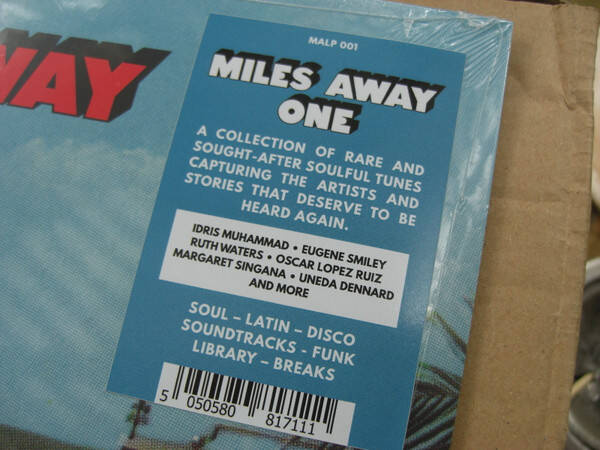 WAY
MALP 001
MILES AWAY
ONE
A COLLECTION OF RARE AND
SOUGHT-AFTER SOULFUL TUNES
CAPTURING THE ARTISTS AND
STORIES THAT DESERVE TO BE
HEARD AGAIN.
IDRIS MUHAMMAD • EUGENE SMILEY
RUTH WATERS • OSCAR LOPEZ RUIZ
MARGARET SINGANA • UNEDA DENNARD
AND MORE
SOUL – LATIN – DISCO
SOUNDTRACKS - FUNK
LIBRARY – BREAKS
5 050580 817111